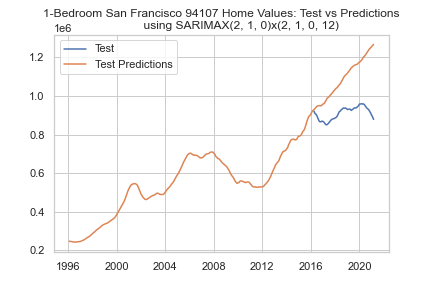 1-Bedroom San Francisco 94107 Home Values: Test vs Predictions
using SARIMAX(2, 1, 0)x(2, 1, 0, 12)
1e6
Test
Test Predictions
1.2
1.0
0.8
0.6
0.4
0.2
1996 2000 2004 2008 2012 2016 2020